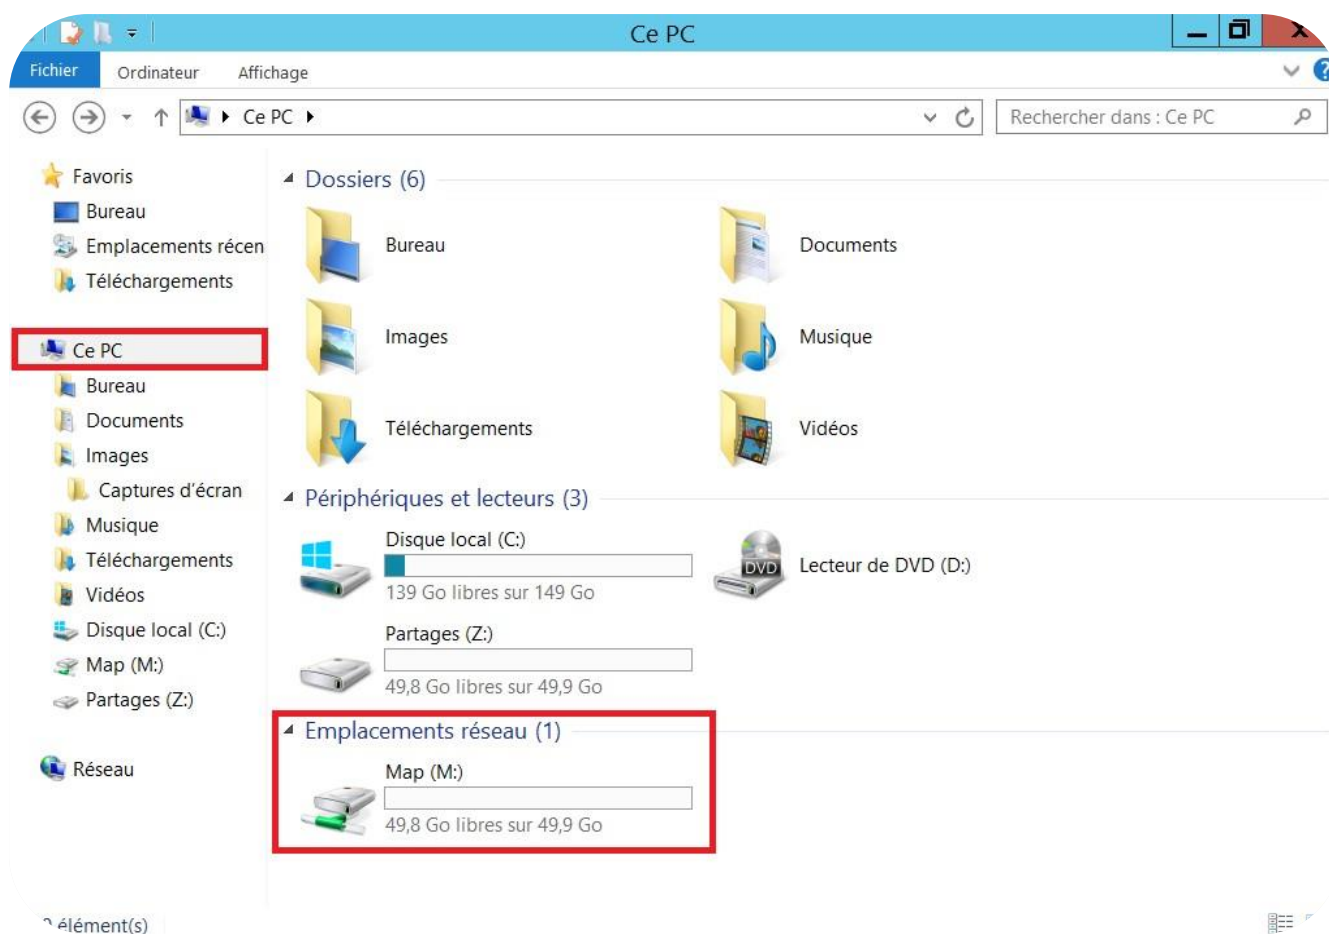 Ce PC
Fichier
Ordinateur
Affichage
Ce PC
Rechercher dans : Ce PC
Favoris
Bureau
Emplacements récen
Téléchargements
Ce PC
Bureau
Documents
Images
Captures d'écran
Musique
Téléchargements
Vidéos
Disque local (C:)
Map (M:)
Partages (Z:)
Réseau
Dossiers (6)
Bureau
Documents
Images
Musique
Téléchargements
Vidéos
Périphériques et lecteurs (3)
Disque local (C:)
139 Go libres sur 149 Go
DVD
Lecteur de DVD (D:)
Partages (Z:)
49,8 Go libres sur 49,9 Go
Emplacements réseau (1)
Map (M:)
49,8 Go libres sur 49,9 Go
élément(s)